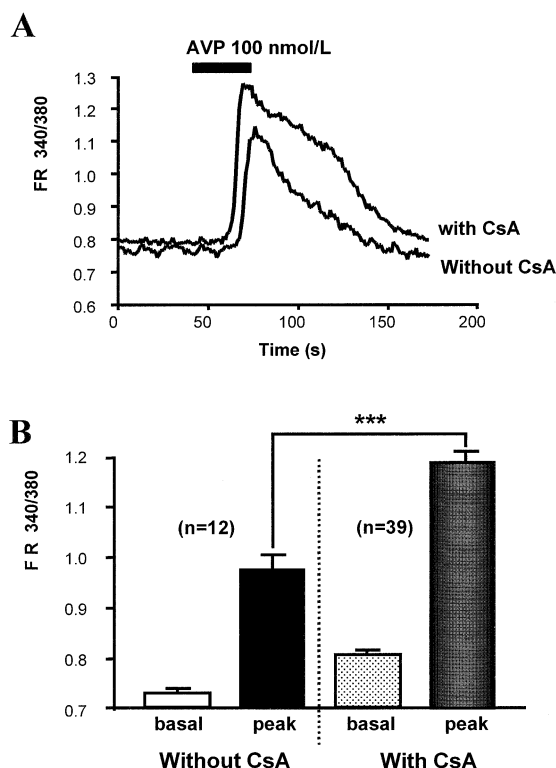 A
AVP 100 nmol/L
FR 340/380
1.3
1.2
1.1
1.0
0.9
0.8
0.7
0.6
with CsA
Without CsA
0 50 100 150 200
Time (s)
B
***
FR 340/380
1.2
1.1
1.0
0.9
0.8
0.7
(n=12) (n=39)
basal peak basal peak
Without CsA With CsA